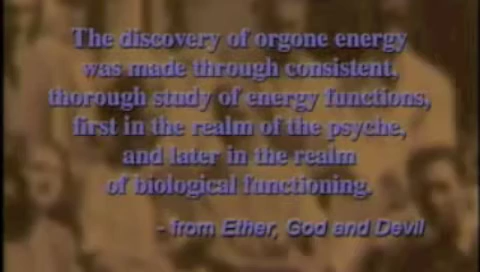 The discovery of orgone energy
was made through consistent,
thorough study of energy functions,
first in the realm of the psyche,
and later in the realm
of biological functioning.
- from Ether, God and Devil